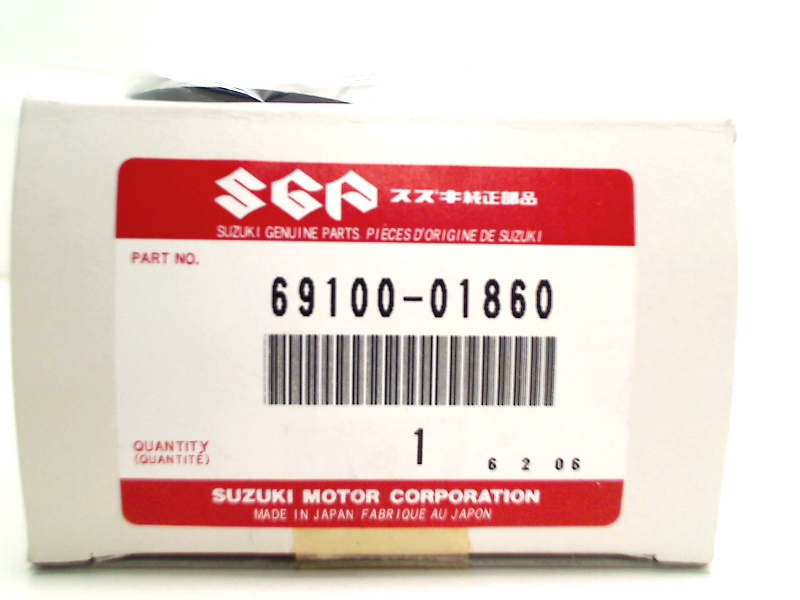 SGP スズキ純正部品
SUZUKI GENUINE PARTS PIÈCES D'ORIGINE DE SUZUKI
PART NO.
69100-01860
QUANTITY
(QUANTITÉ)
1
6 2 06
SUZUKI MOTOR CORPORATION
MADE IN JAPAN FABRIQUE AU JAPON